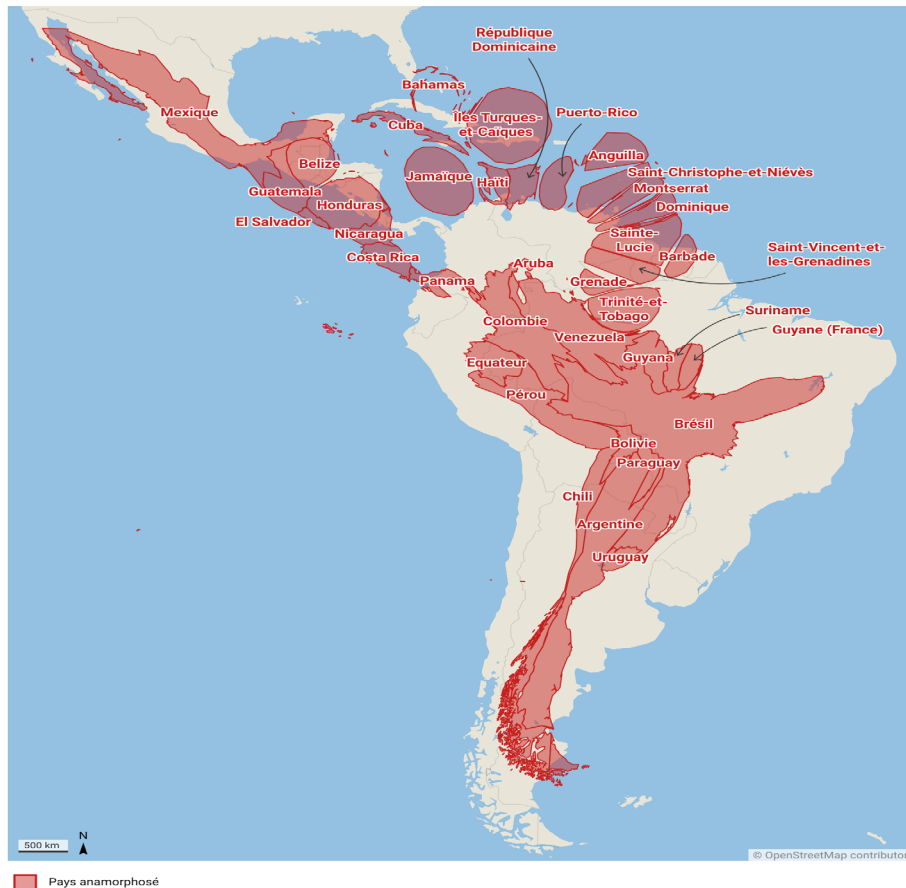 République
Dominicaine
Bahamas
Puerto-Rico
Mexique
Cuba
Îles Turques-
et-Caïques
Anguilla
Belize
Jamaïque
Haïti
Saint-Christophe-et-Niévès
Montserrat
Guatemala
Honduras
Dominique
El Salvador
Nicaragua
Sainte-
Lucie
Saint-Vincent-et-
les-Grenadines
Costa Rica
Barbade
Aruba
Panama
Grenade
Trinité-et-
Tobago
Suriname
Colombie
Guyane (France)
Venezuela
Guyana
Equateur
Pérou
Brésil
Bolivie
Paraguay
Chili
Argentine
Uruguay
N
500 km
© OpenStreetMap contributor
Pays anamorphosé